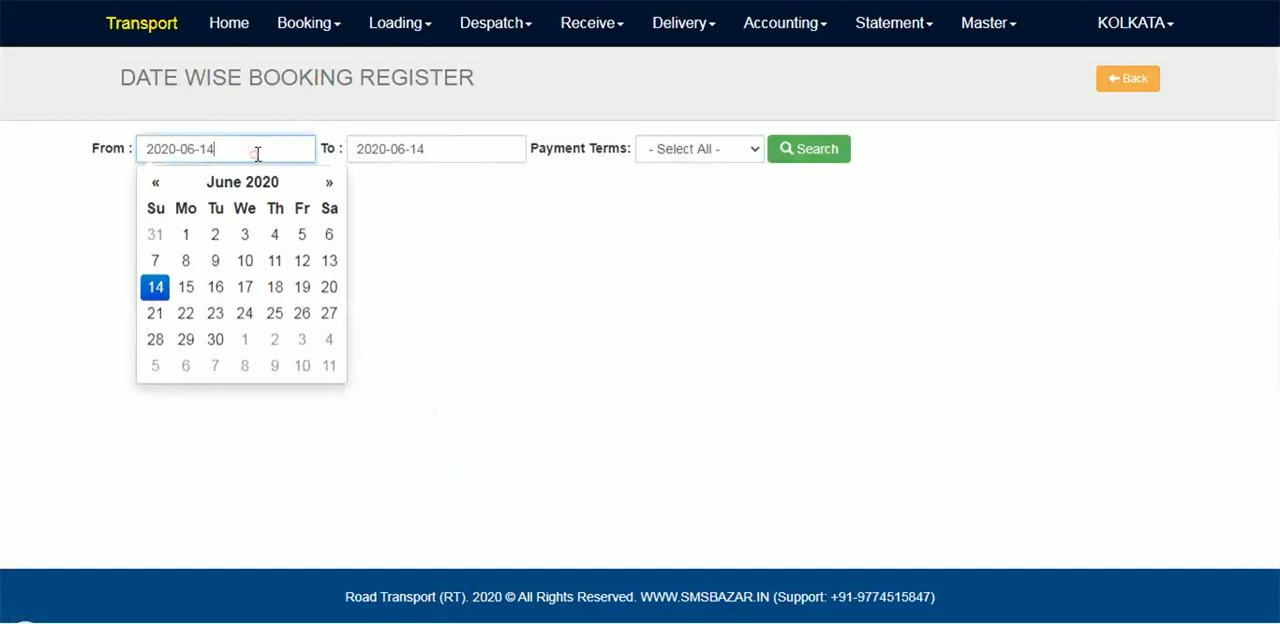 Transport Home Booking Loading Despatch Receive Delivery Accounting Statement Master KOLKATA
DATE WISE BOOKING REGISTER
Back
From : 2020-06-14 To : 2020-06-14 Payment Terms: - Select All - Search
« June 2020 »
Su Mo Tu We Th Fr Sa
31 1 2 3 4 5 6
7 8 9 10 11 12 13
14 15 16 17 18 19 20
21 22 23 24 25 26 27
28 29 30 1 2 3 4
5 6 7 8 9 10 11
Road Transport (RT). 2020 © All Rights Reserved. WWW.SMSBAZAR.IN (Support: +91-9774515847)